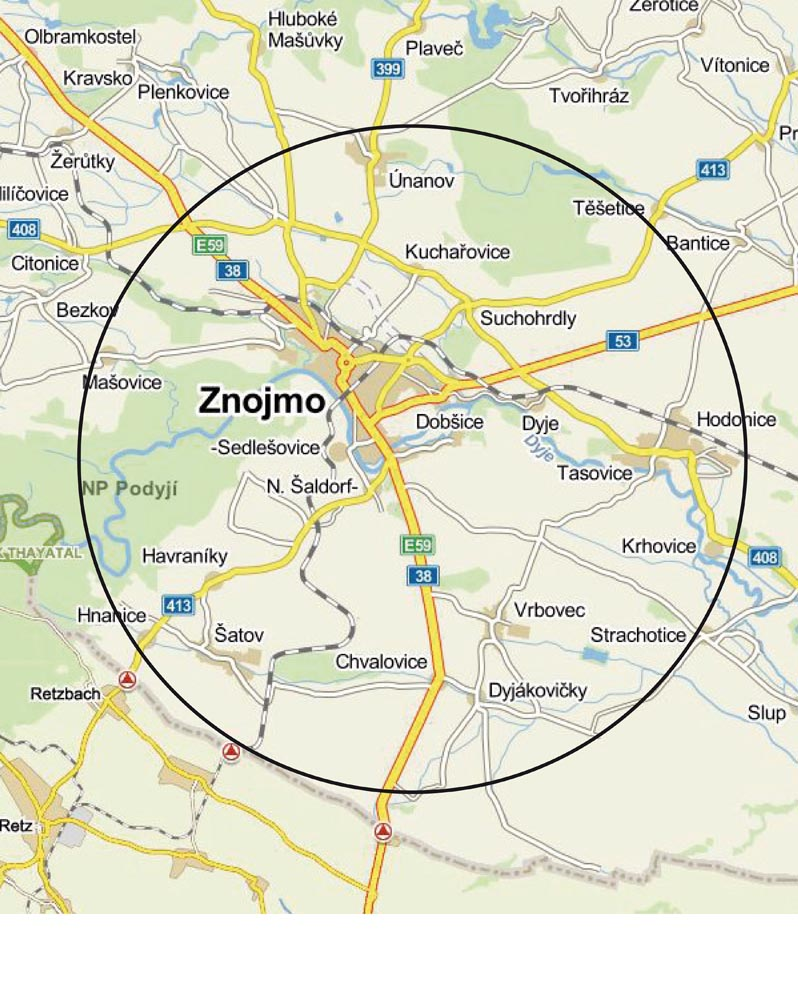 Žerotice
Hluboké
Mašůvky
Olbramkostel
Plaveč
399
Vítonice
Kravsko
Plenkovice
Tvořihráz
Př
Žerůtky
413
Únanov
Milíčovice
Těšetice
408
E59
Bantice
Kuchařovice
Citonice
38
Bezkov
Suchohrdly
53
Mašovice
Znojmo
Dobšice
Dyje
Hodonice
-Sedlešovice
Dyje
Tasovice
NP Podyjí
N. Šaldorf-
THAYATAL
Havraníky
E59
Krhovice
408
38
413
Hnanice
Vrbovec
Šatov
Strachotice
Chvalovice
Retzbach
Dyjákovičky
Slup
Retz